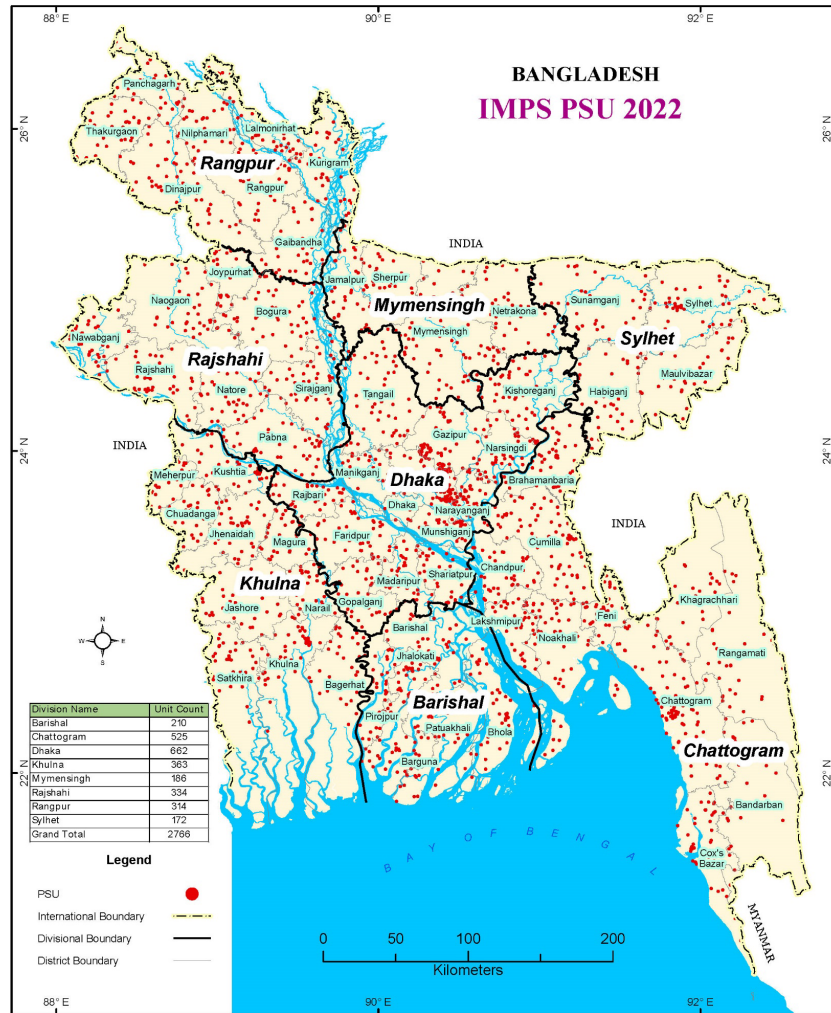 88° E 90° E 92° E
BANGLADESH
IMPS PSU 2022
26° N
26° N
Panchagarh
Thakurgaon
Nilphamari
Lalmonirhat
Rangpur
Kurigram
Dinajpur
Rangpur
Gaibandha
INDIA
Joypurhat
Jamalpur
Sherpur
Naogaon
Bogura
Mymensingh
Netrakona
Sunamganj
Sylhet
Nawabganj
Mymensingh
Sylhet
Rajshahi
Rajshahi
Natore
Sirajganj
Tangail
Kishoreganj
Habiganj
Maulvibazar
INDIA
Pabna
Gazipur
Narsingdi
24° N
24° N
Meherpur
Kushtia
Manikganj
Dhaka
Brahamanbaria
Rajbari
Dhaka
Narayanganj
INDIA
Chuadanga
Jhenaidah
Magura
Faridpur
Munshiganj
Cumilla
Khulna
Madaripur
Shariatpur
Chandpur
Jashore
Narail
Gopalganj
Khagrachhari
Barishal
Lakshmipur
Feni
Noakhali
Rangamati
N
W E
S
Jhalokati
Khulna
Satkhira
Bagerhat
Barishal
Pirojpur
Patuakhali
Bhola
Chattogram
Chattogram
Barguna
22° N
22° N
Bandarban
Cox's
Bazar
BAY OF BENGAL
MYANMAR
Division Name Unit Count
Barishal 210
Chattogram 525
Dhaka 662
Khulna 363
Mymensingh 186
Rajshahi 334
Rangpur 314
Sylhet 172
Grand Total 2766
Legend
PSU
International Boundary
Divisional Boundary
District Boundary
0 50 100 200
Kilometers
88° E 90° E 92° E